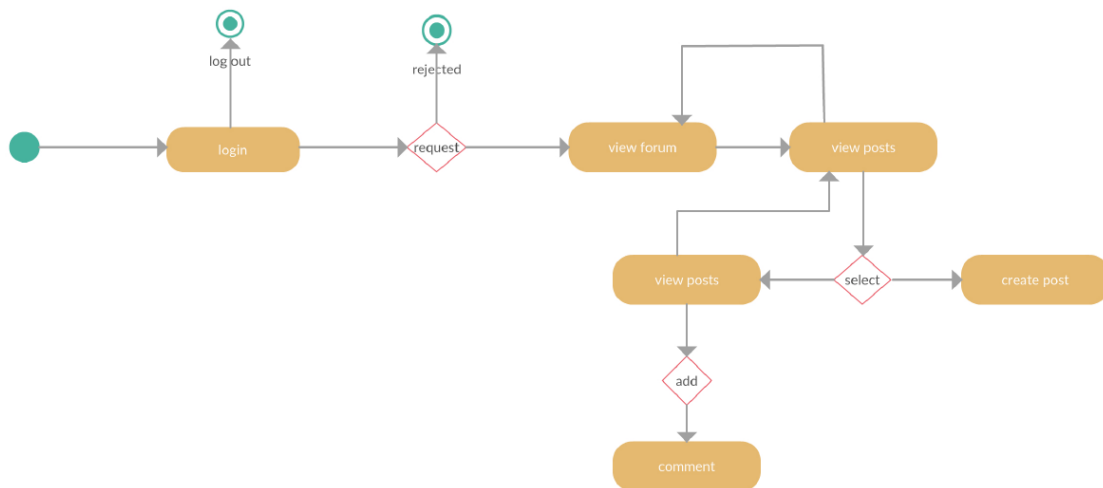 log out
rejected
login
request
view forum
view posts
view posts
select
create post
add
comment